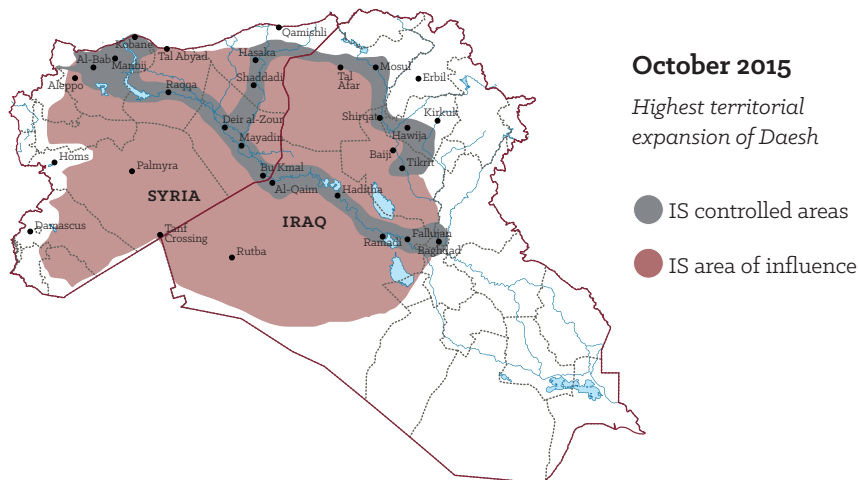 Qamishli
Kobane
Tal Abyad
Hasaka
Al-Bab
Manbij
Mosul
Tal
Afar
Erbil
Aleppo
Raqqa
Shaddadi
Shirqat
Kirkuk
Deir al-Zour
Hawija
Mayadin
Baiji
Tikrit
Homs
Palmyra
Bu Kmal
Al-Qaim
Haditha
SYRIA
IRAQ
Damascus
Tanf
Crossing
Rutba
Ramadi
Fallujah
Baghdad
October 2015
Highest territorial
expansion of Daesh
IS controlled areas
IS area of influence